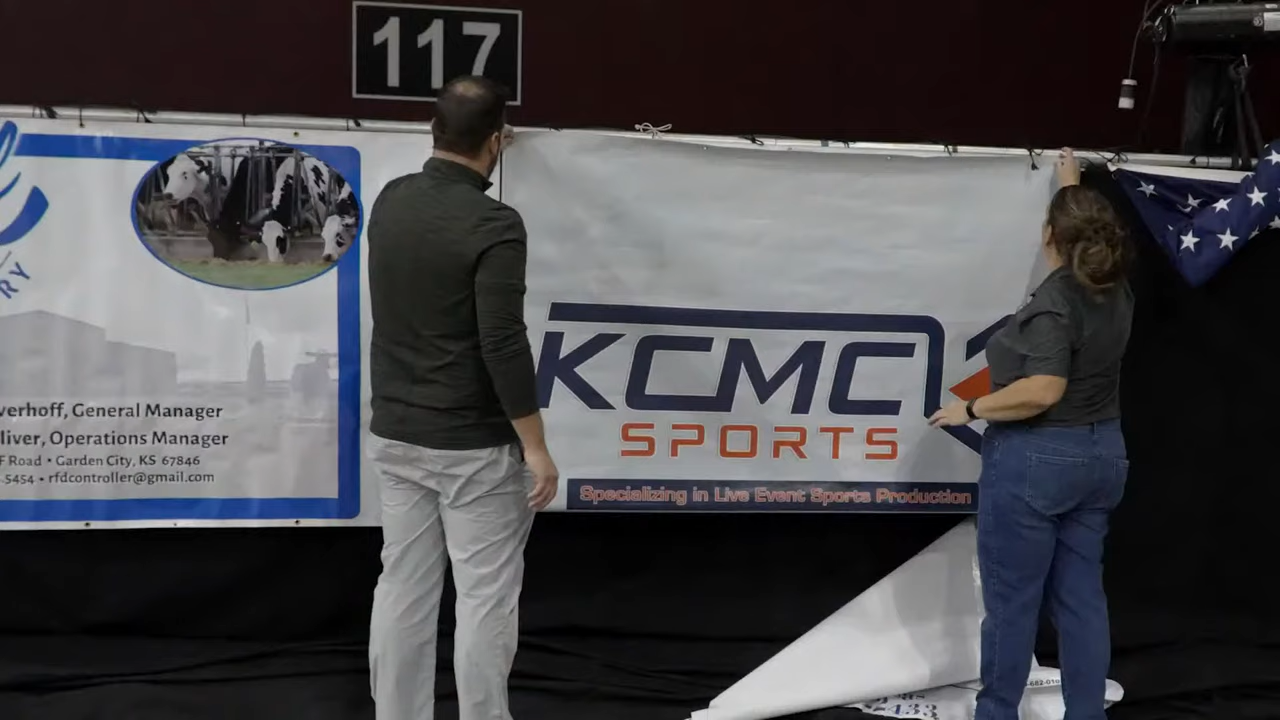 117
RY
verhoff, General Manager
liver, Operations Manager
F Road • Garden City, KS 67846
5454 • rfdcontroller@gmail.com
KCMC
SPORTS
Specializing in Live Event Sports Production